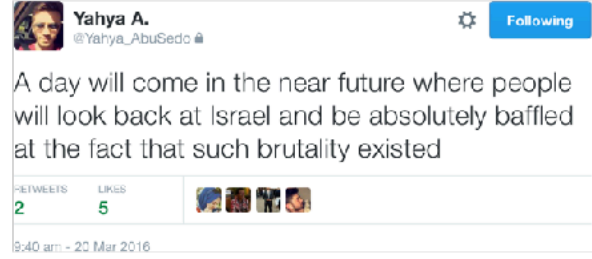 Yahya A.
@Yahya_AbuSedo
Following
A day will come in the near future where people
will look back at Israel and be absolutely baffled
at the fact that such brutality existed
RETWEETS LIKES
2 5
9:40 am - 20 Mar 2016